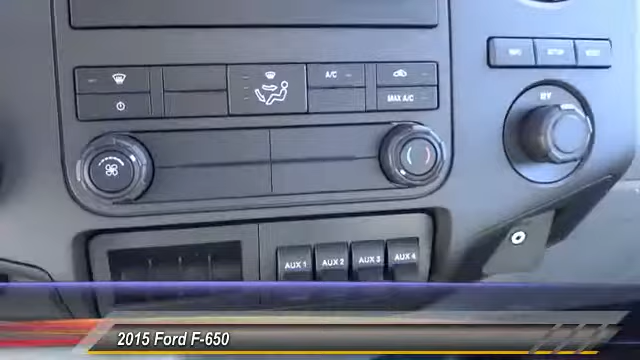 A/C
MAX A/C
AUX 1 AUX 2 AUX 3 AUX 4
2015 Ford F-650